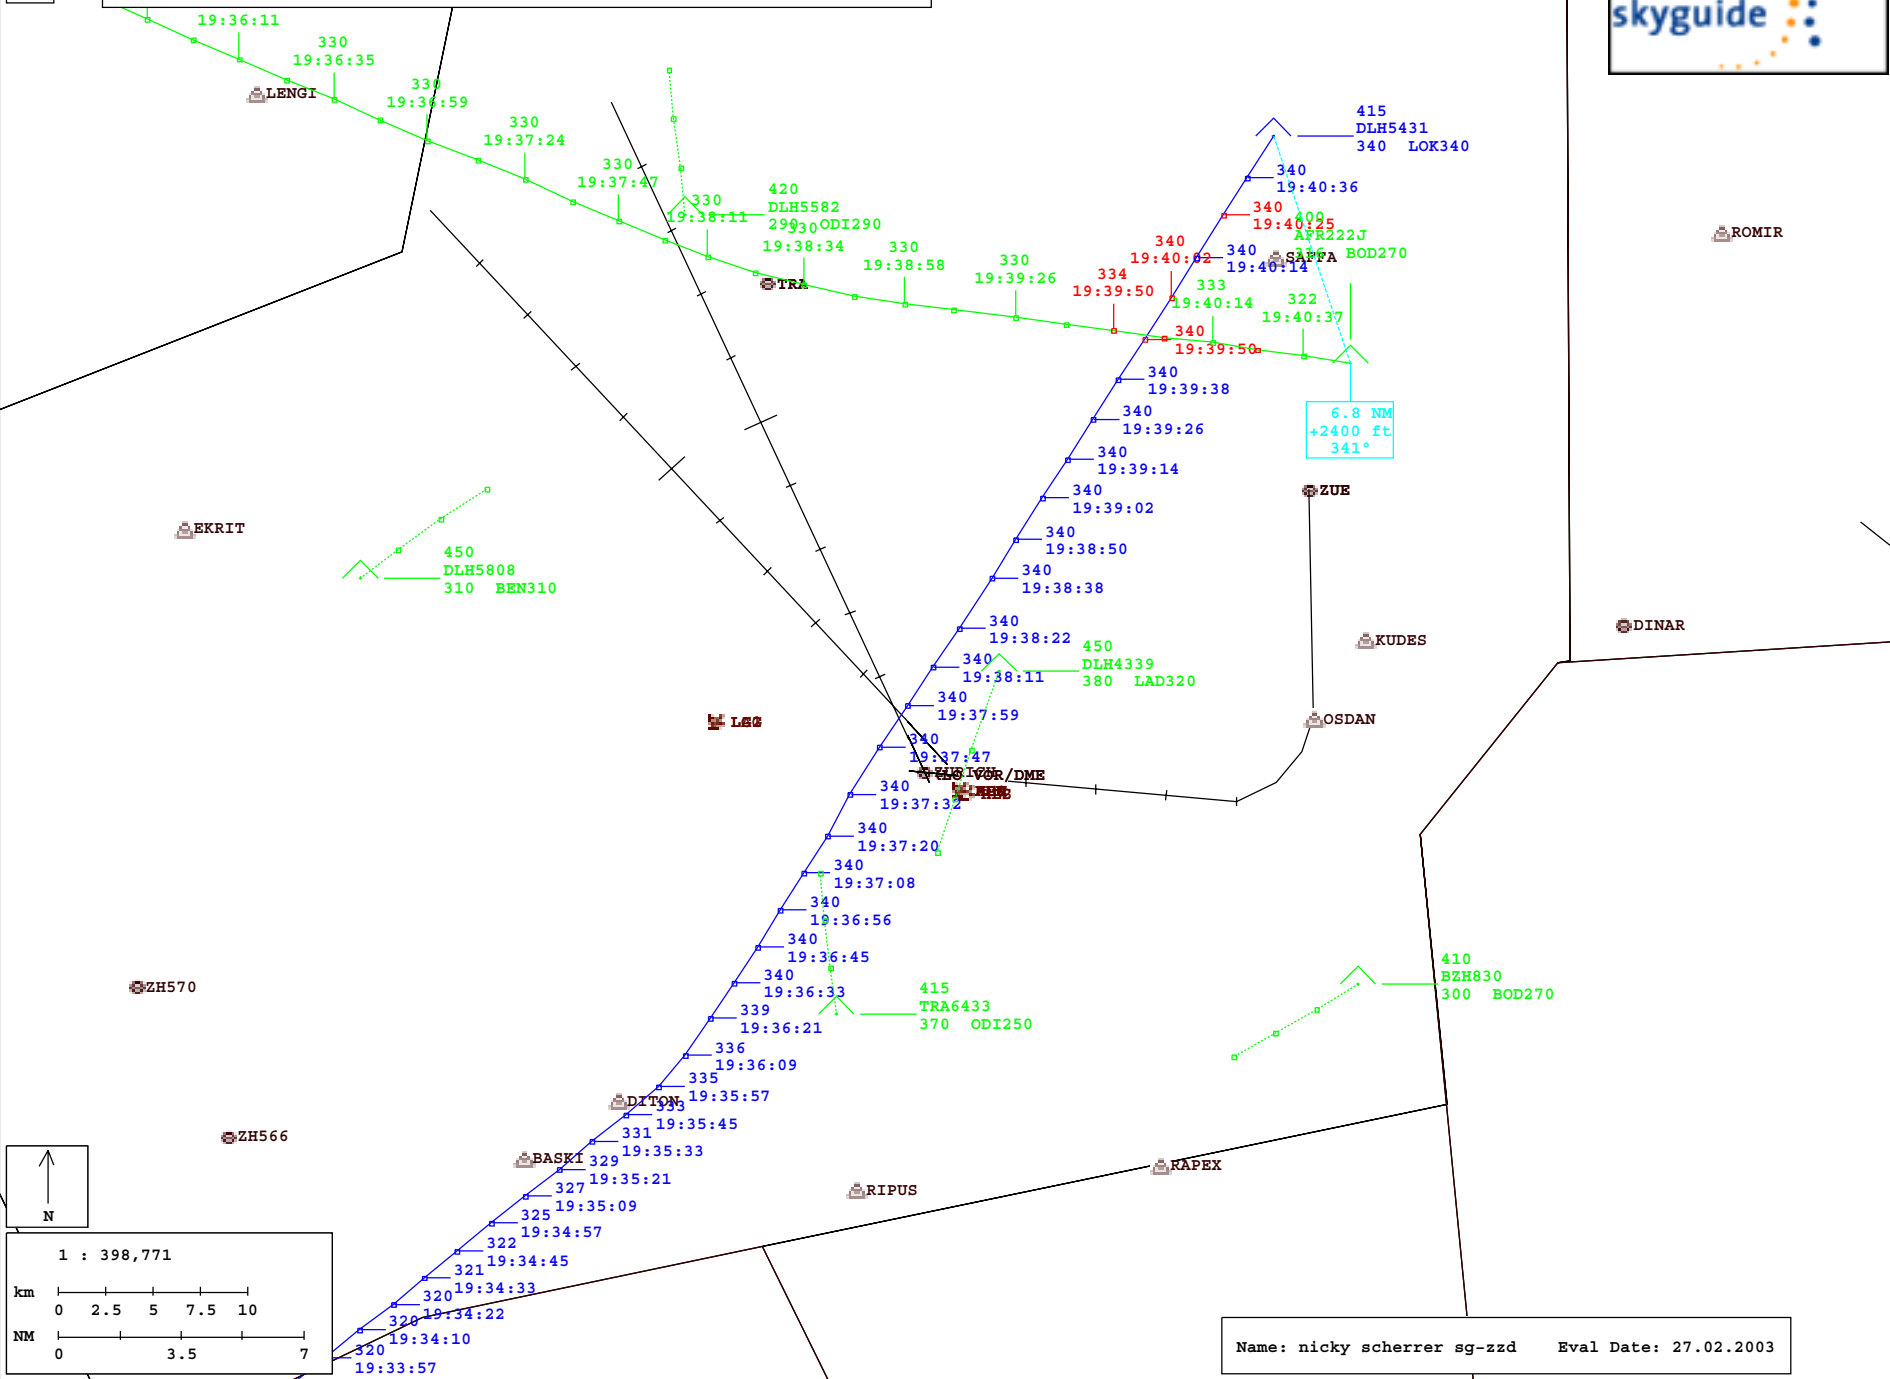 skyguide
19:36:11
330
19:36:35
LENGI
330
19:36:59
330
19:37:24
330
19:37:47
330
19:38:11
420
DLH5582
290 ODI290
330
19:38:34
TRA
330
19:38:58
330
19:39:26
334
19:39:50
340
19:40:02
333
19:40:14
322
19:40:37
415
DLH5431
340 LOK340
340
19:40:36
340
19:40:25
400
AFR222J
BOD270
SAFFA
340
19:40:14
ROMIR
340
19:39:50
340
19:39:38
6.8 NM
+2400 ft
341°
340
19:39:26
340
19:39:14
ZUE
340
19:39:02
340
19:38:50
EKRIT
450
DLH5808
310 BEN310
340
19:38:38
340
19:38:22
DINAR
KUDES
450
DLH4339
380 LAD320
340
19:38:11
340
19:37:59
OSDAN
340
19:37:47
ZURICH
VOR/DME
340
19:37:32
340
19:37:20
340
19:37:08
340
19:36:56
340
19:36:45
340
19:36:33
339
19:36:21
415
TRA6433
370 ODI250
410
BZH830
300 BOD270
ZH570
336
19:36:09
335
19:35:57
DITON
333
19:35:45
331
19:35:33
ZH566
BASKI
329
19:35:21
327
19:35:09
RIPUS
RAPEX
325
19:34:57
322
19:34:45
321
19:34:33
320
19:34:22
320
19:34:10
320
19:33:57
N
1 : 398,771
km
0 2.5 5 7.5 10
NM
0 3.5 7
Name: nicky scherrer sg-zzd Eval Date: 27.02.2003